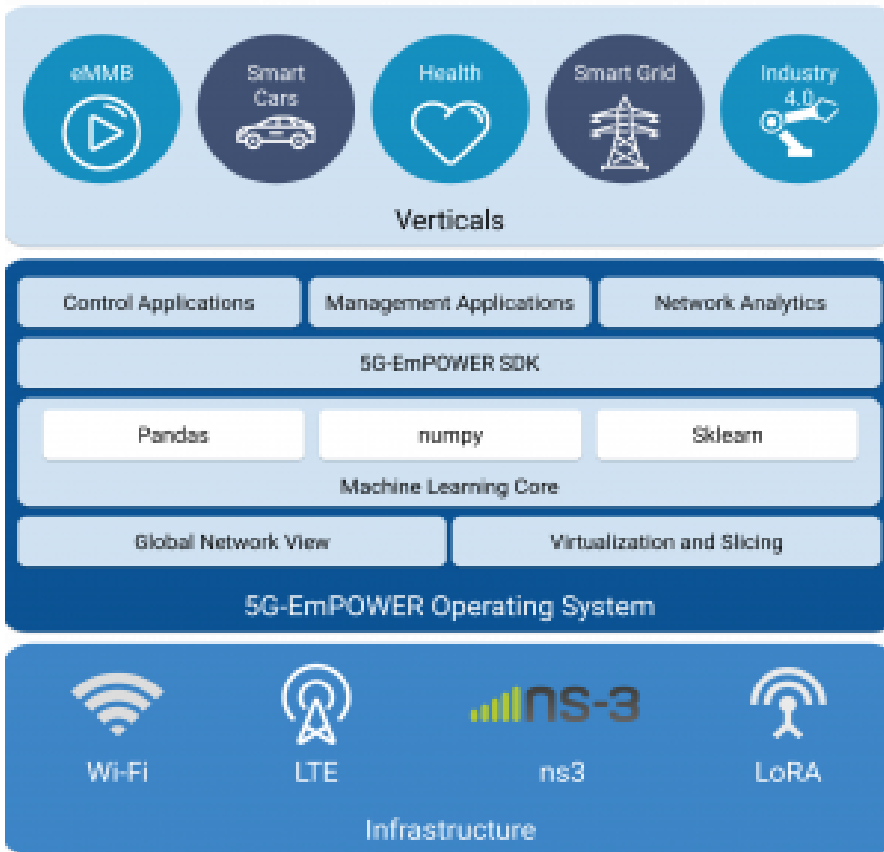 eMMB
Smart
Cars
Health
Smart Grid
Industry
4.0
Verticals
Control Applications
Management Applications
Network Analytics
5G-EmPOWER SDK
Pandas
numpy
Sklearn
Machine Learning Core
Global Network View
Virtualization and Slicing
5G-EmPOWER Operating System
ns-3
Wi-Fi
LTE
ns3
LoRA
Infrastructure